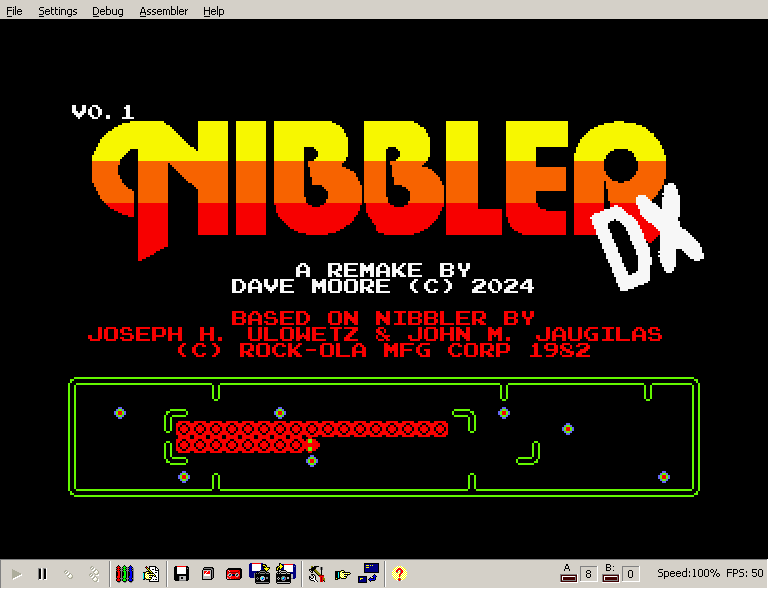 File Settings Debug Assembler Help
V0.1
NIBBLER
DX
A REMAKE BY
DAVE MOORE (C) 2024
BASED ON NIBBLER BY
JOSEPH H. ULOWETZ & JOHN M. JAUGILAS
(C) ROCK-OLA MFG CORP 1982
A 8 B: 0 Speed:100% FPS: 50